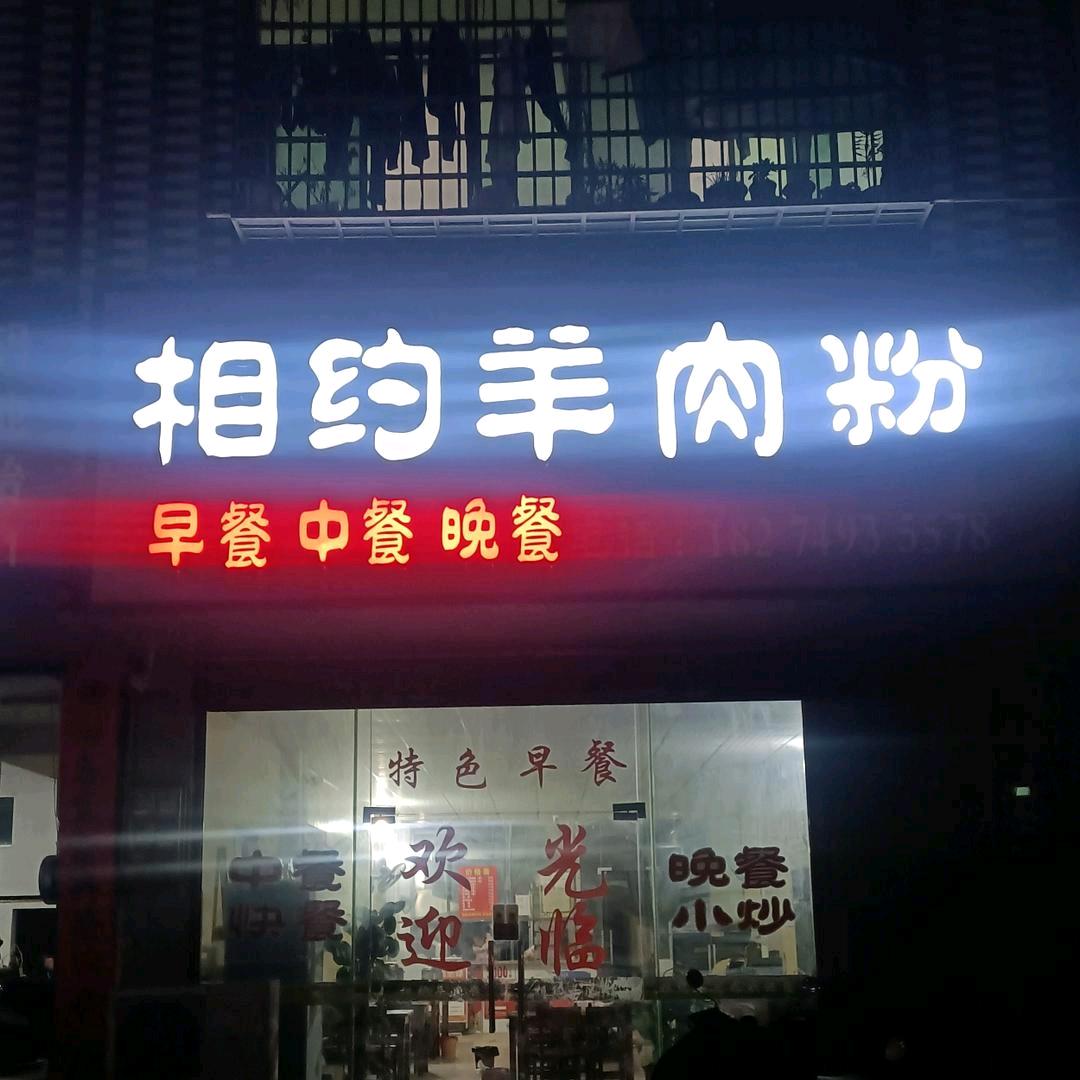 相约羊肉粉
早餐 中餐 晚餐
特色早餐
中餐
快餐
欢迎
光临
晚餐
小炒